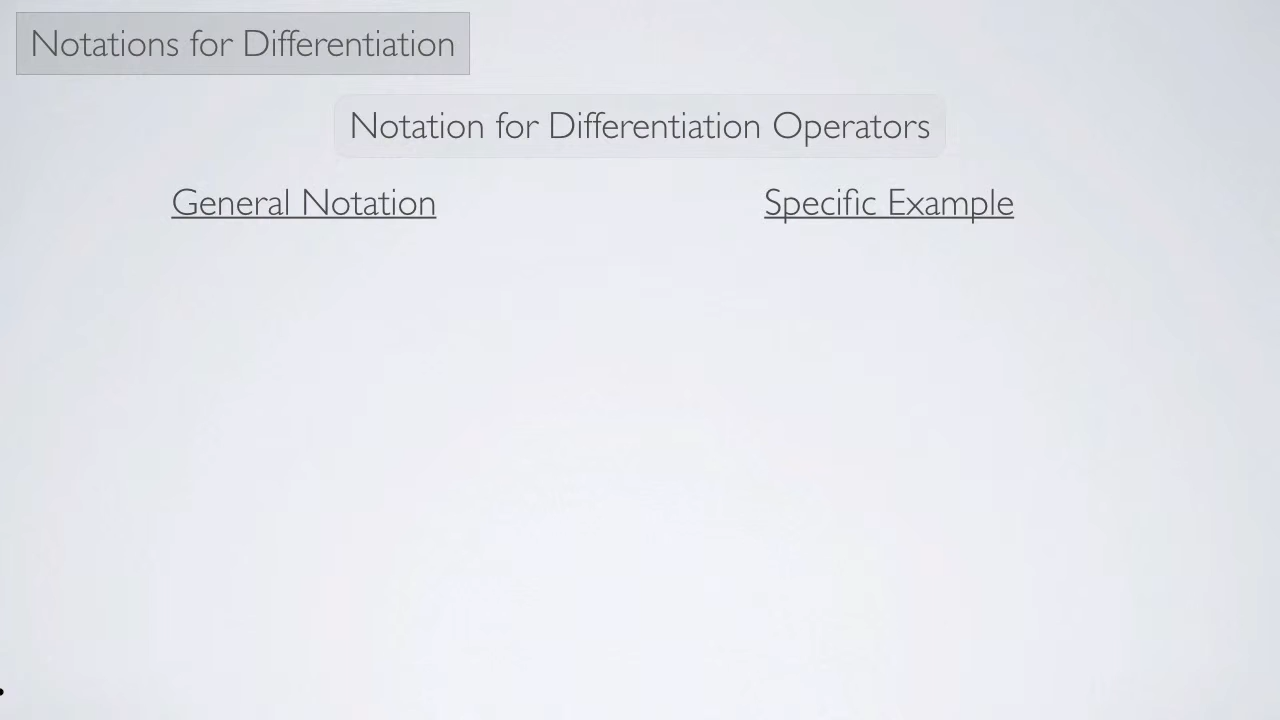 Notations for Differentiation
Notation for Differentiation Operators
General Notation
Specific Example